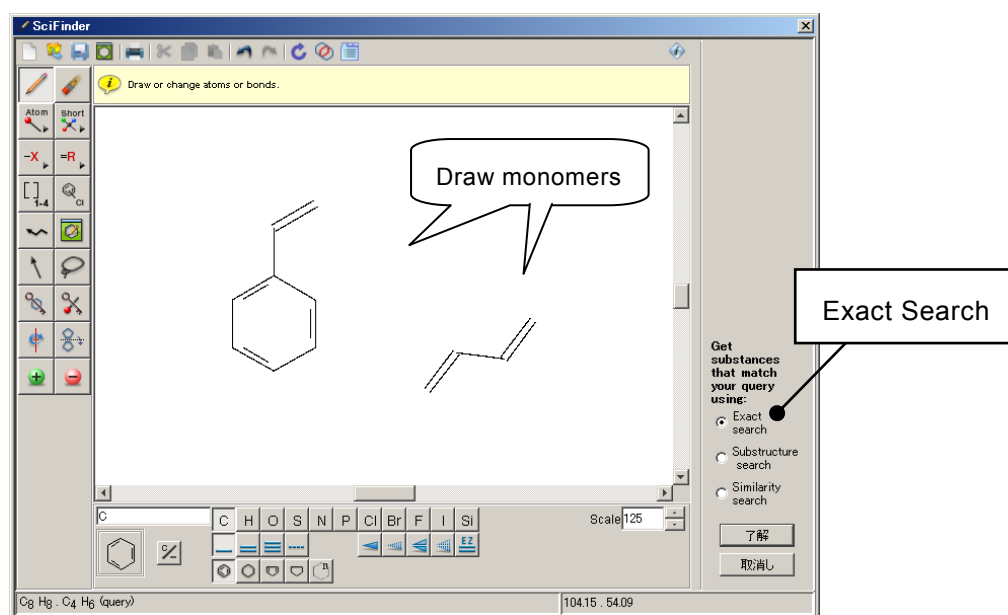 SciFinder
Draw or change atoms or bonds.
Atom
Short
-X
=R
[ ]
1-4
Cl
Draw monomers
Exact Search
Get
substances
that match
your query
using:
Exact
search
Substructure
search
Similarity
search
了解
取消し
C
C H O S N P Cl Br F I Si
Scale 125
EZ
n
C8 H8 . C4 H6 (query)
104.15 . 54.09